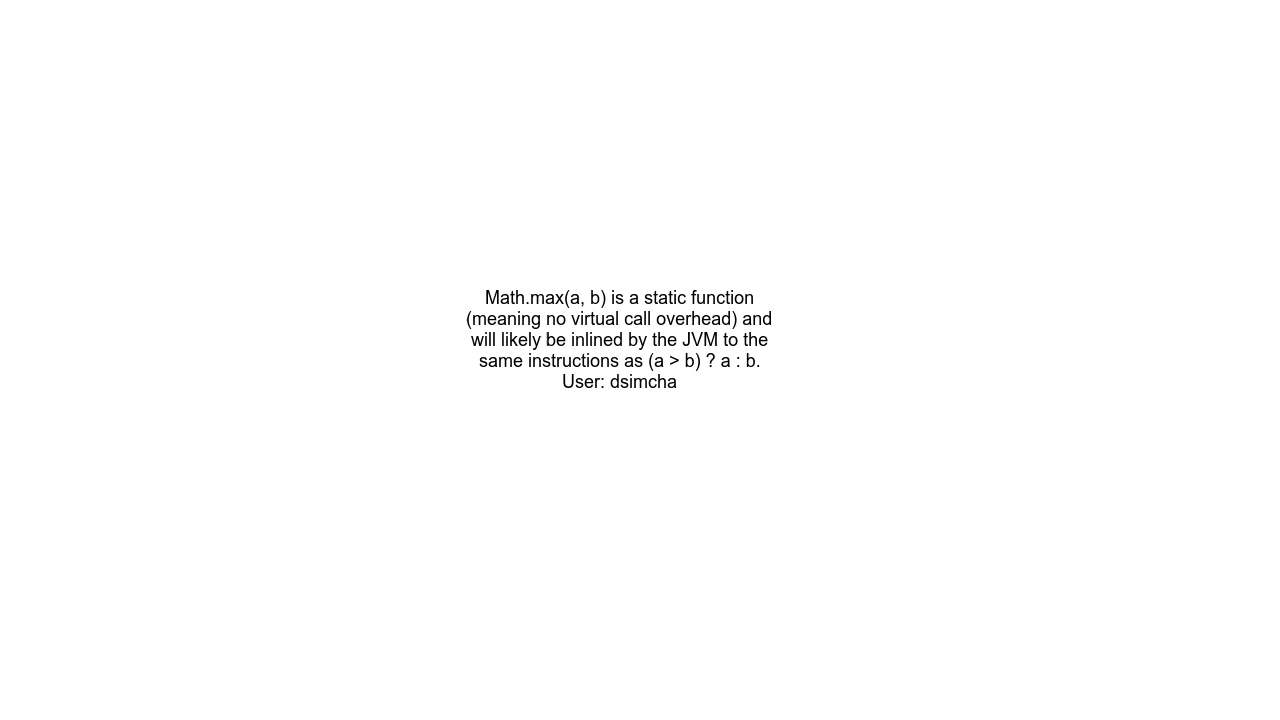 Math.max(a, b) is a static function
(meaning no virtual call overhead) and
will likely be inlined by the JVM to the
same instructions as (a > b) ? a : b.
User: dsimcha